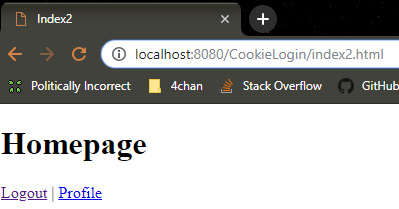 Index2
localhost:8080/CookieLogin/index2.html
Politically Incorrect 4chan Stack Overflow GitHub
Homepage
Logout | Profile